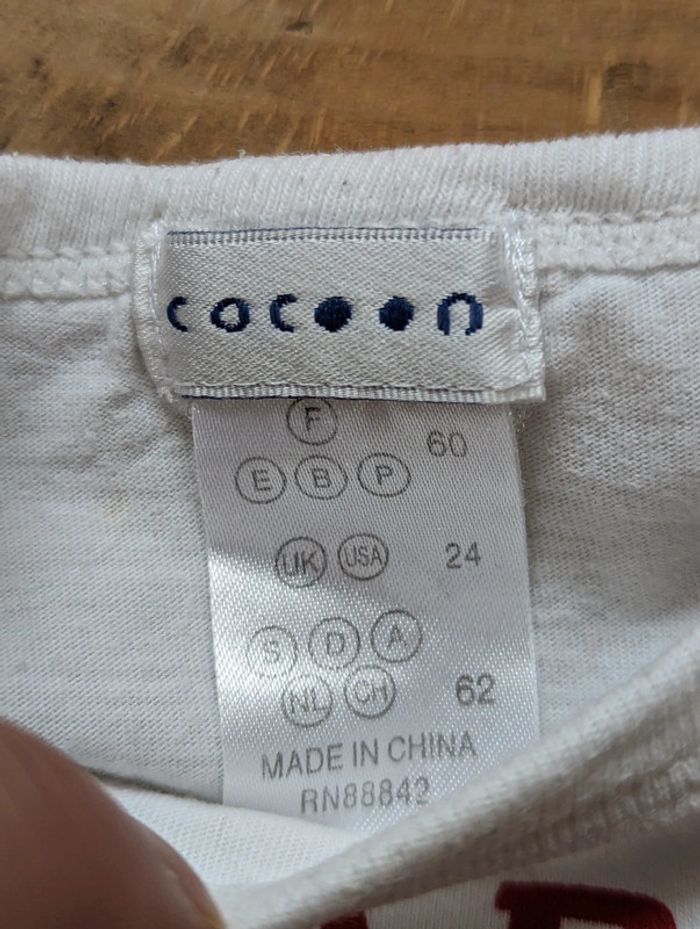 cocoon
F 60
E B P
UK USA 24
S D A
NL CH 62
MADE IN CHINA
RN88842